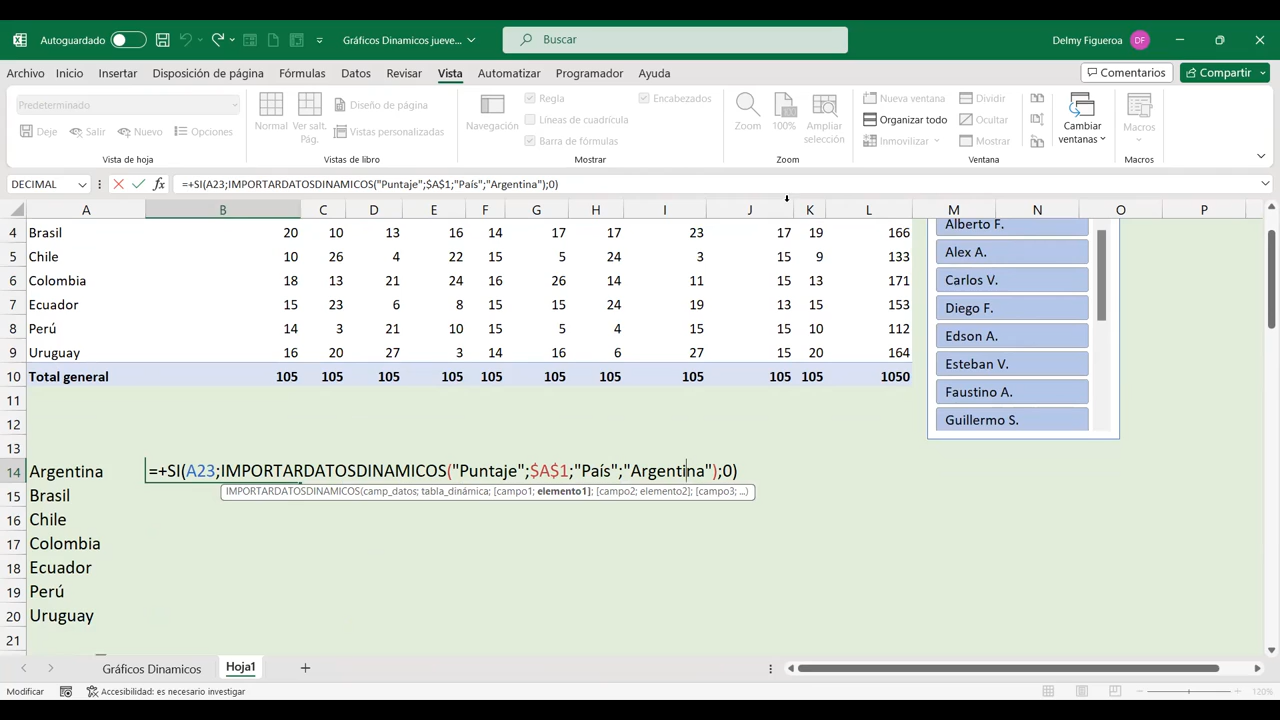 Autoguardado
Gráficos Dinamicos jueve...
Buscar
Delmy Figueroa
DF
Archivo Inicio Insertar Disposición de página Fórmulas Datos Revisar Vista Automatizar Programador Ayuda
Comentarios
Compartir
Predeterminado
Deje Salir Nuevo Opciones
Vista de hoja
Normal
Ver salt. Pág.
Diseño de página
Vistas personalizadas
Vistas de libro
Navegación
Regla
Líneas de cuadrícula
Barra de fórmulas
Encabezados
Mostrar
Zoom
100%
Ampliar selección
Zoom
Nueva ventana
Organizar todo
Inmovilizar
Dividir
Ocultar
Mostrar
Cambiar ventanas
Ventana
Macros
Macros
DECIMAL
=+SI(A23;IMPORTARDATOSDINAMICOS("Puntaje";$A$1;"País";"Argentina");0)
A B C D E F G H I J K L M N O P
4 Brasil 20 10 13 16 14 17 17 23 17 19 166
5 Chile 10 26 4 22 15 5 24 3 15 9 133
6 Colombia 18 13 21 24 16 26 14 11 15 13 171
7 Ecuador 15 23 6 8 15 15 24 19 13 15 153
8 Perú 14 3 21 10 15 5 4 15 15 10 112
9 Uruguay 16 20 27 3 14 16 6 27 15 20 164
10 Total general 105 105 105 105 105 105 105 105 105 105 1050
Alberto F.
Alex A.
Carlos V.
Diego F.
Edson A.
Esteban V.
Faustino A.
Guillermo S.
11
12
13
14 Argentina =+SI(A23;IMPORTARDATOSDINAMICOS("Puntaje";$A$1;"País";"Argentina");0)
IMPORTARDATOSDINAMICOS(camp_datos; tabla_dinámica; [campo1; elemento1]; [campo2; elemento2]; [campo3; ...)
15 Brasil
16 Chile
17 Colombia
18 Ecuador
19 Perú
20 Uruguay
21
Gráficos Dinamicos
Hoja1
Modificar
Accesibilidad: es necesario investigar
120%